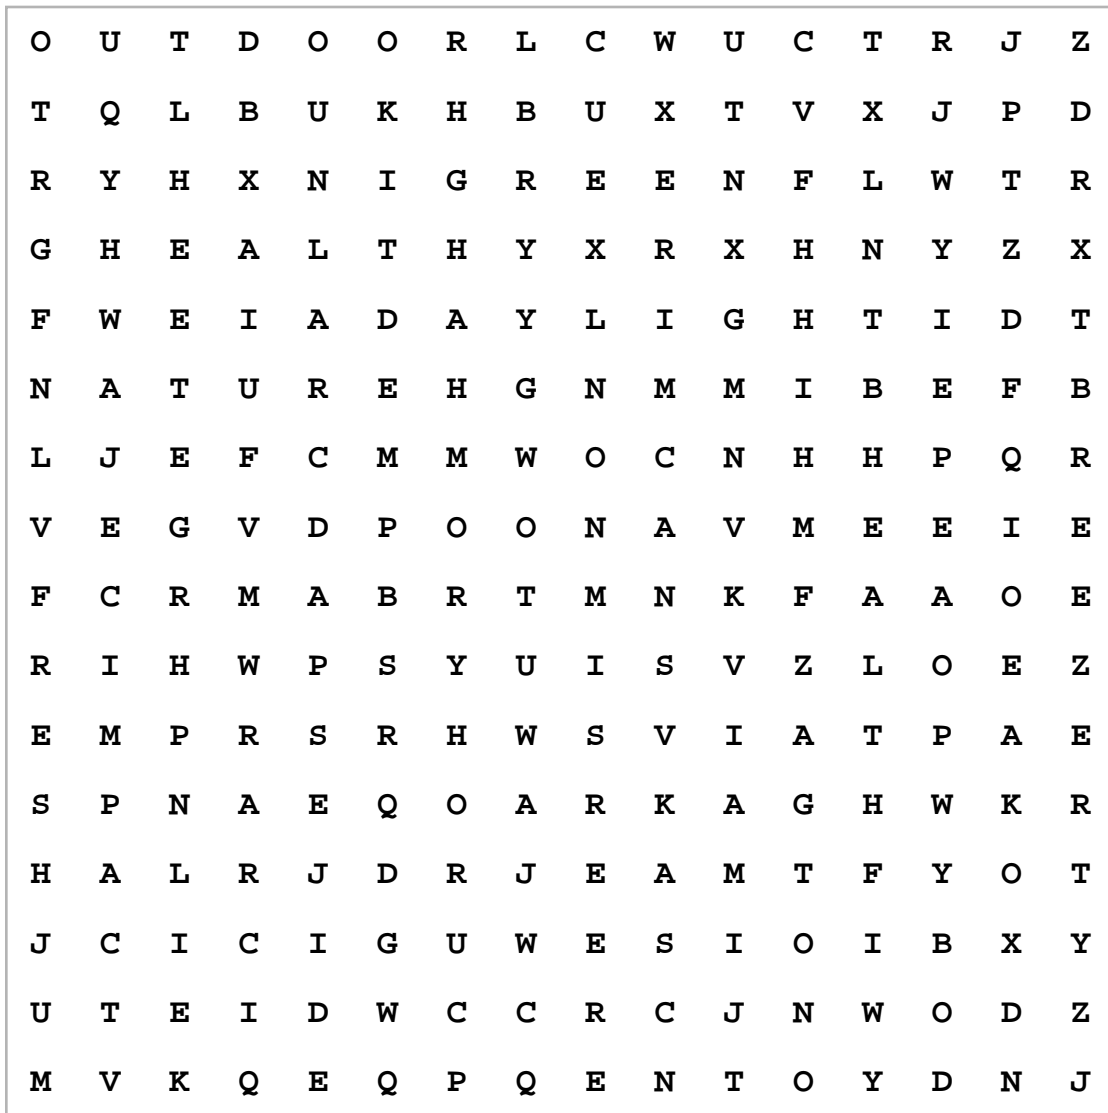 O U T D O O R L C W U C T R J Z
T Q L B U K H B U X T V X J P D
R Y H X N I G R E E N F L W T R
G H E A L T H Y X R X H N Y Z X
F W E I A D A Y L I G H T I D T
N A T U R E H G N M M I B E F B
L J E F C M M W O C N H H P Q R
V E G V D P O O N A V M E E I E
F C R M A B R T M N K F A A O E
R I H W P S Y U I S V Z L O E Z
E M P R S R H W S V I A T P A E
S P N A E Q O A R K A G H W K R
H A L R J D R J E A M T F Y O T
J C I C I G U W E S I O I B X Y
U T E I D W C C R C J N W O D Z
M V K Q E Q P Q E N T O Y D N J